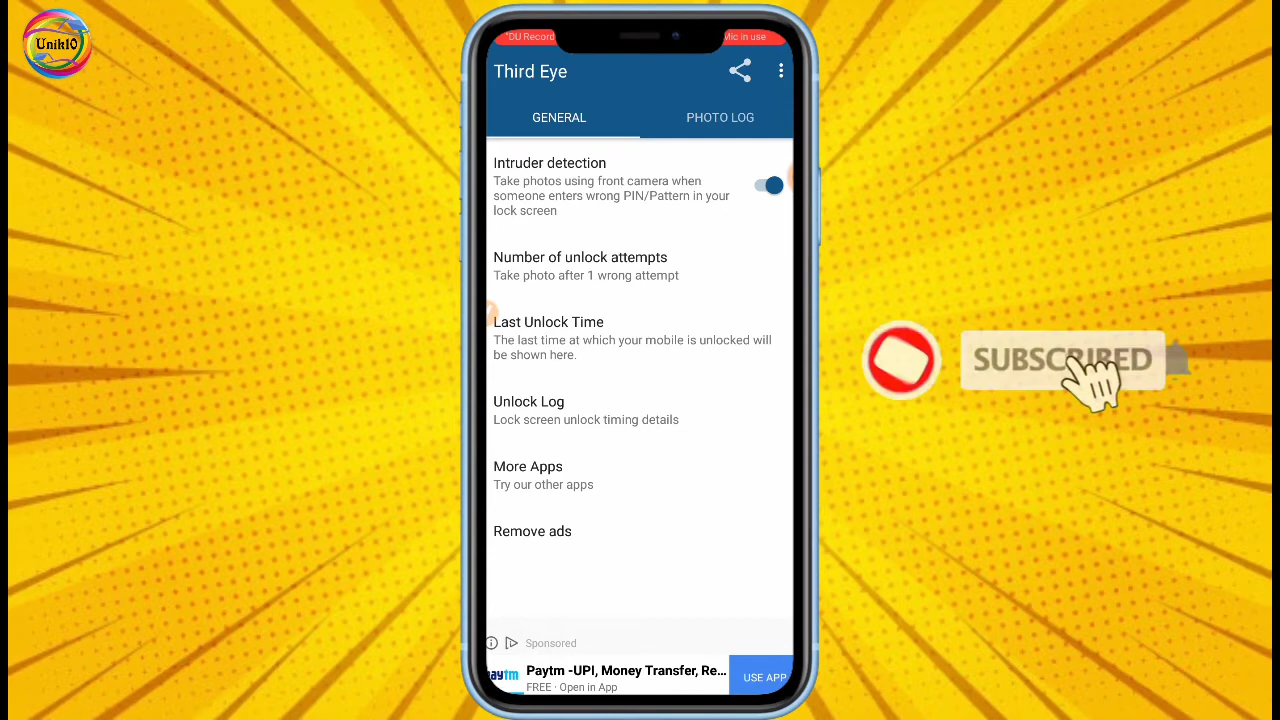 Unik10
"DU Record
Mic in use
Third Eye
GENERAL
PHOTO LOG
Intruder detection
Take photos using front camera when
someone enters wrong PIN/Pattern in your
lock screen
Number of unlock attempts
Take photo after 1 wrong attempt
Last Unlock Time
The last time at which your mobile is unlocked will
be shown here.
Unlock Log
Lock screen unlock timing details
More Apps
Try our other apps
Remove ads
Sponsored
paytm
Paytm -UPI, Money Transfer, Re...
FREE · Open in App
USE APP
SUBSCRIBED